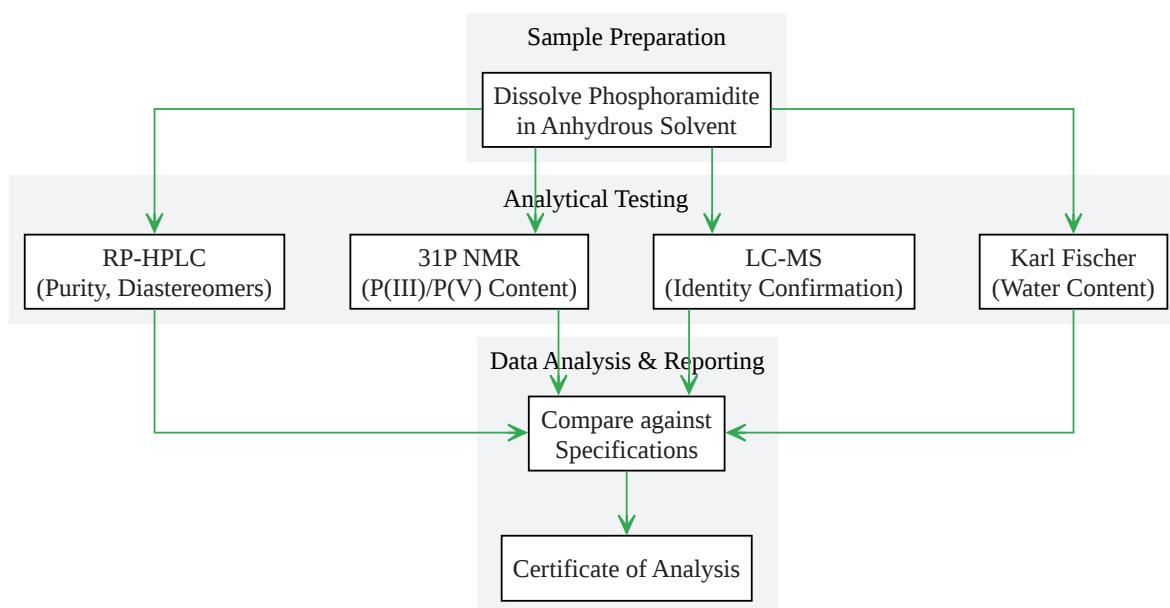 Sample Preparation
Dissolve Phosphoramidite
in Anhydrous Solvent
Analytical Testing
RP-HPLC
(Purity, Diastereomers)
31P NMR
(P(III)/P(V) Content)
LC-MS
(Identity Confirmation)
Karl Fischer
(Water Content)
Data Analysis & Reporting
Compare against
Specifications
Certificate of Analysis